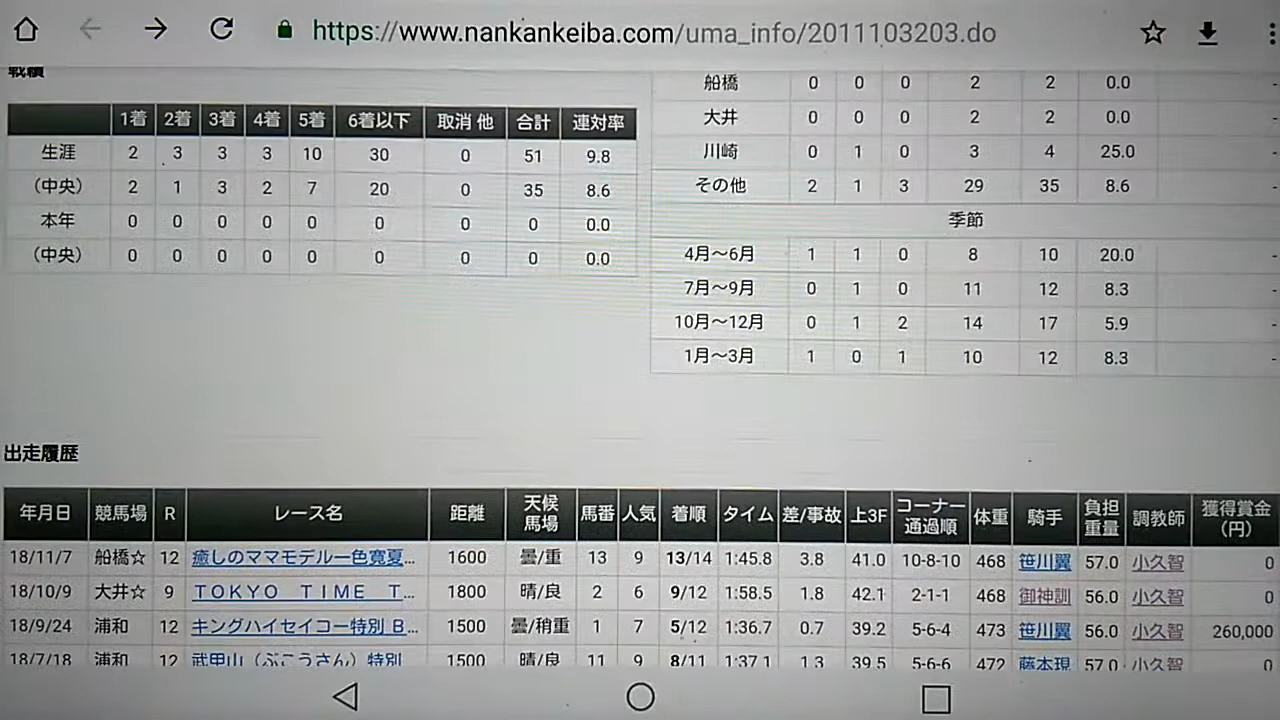 https://www.nankankeiba.com/uma_info/2011103203.do
戦績
1着 2着 3着 4着 5着 6着以下 取消 他 合計 連対率
生涯 2 3 3 3 10 30 0 51 9.8
（中央） 2 1 3 2 7 20 0 35 8.6
本年 0 0 0 0 0 0 0 0 0.0
（中央） 0 0 0 0 0 0 0 0 0.0
船橋 0 0 0 2 2 0.0 -
大井 0 0 0 2 2 0.0 -
川崎 0 1 0 3 4 25.0 -
その他 2 1 3 29 35 8.6 -
季節
4月～6月 1 1 0 8 10 20.0 -
7月～9月 0 1 0 11 12 8.3 -
10月～12月 0 1 2 14 17 5.9 -
1月～3月 1 0 1 10 12 8.3 -
出走履歴
年月日 競馬場 R レース名 距離 天候 馬場 馬番 人気 着順 タイム 差/事故 上3F コーナー 通過順 体重 騎手 負担 重量 調教師 獲得賞金 （円）
18/11/7 船橋☆ 12 癒しのママモデル一色寛夏... 1600 曇/重 13 9 13/14 1:45.8 3.8 41.0 10-8-10 468 笹川翼 57.0 小久智 0
18/10/9 大井☆ 9 ＴＯＫＹＯ　ＴＩＭＥ　Ｔ... 1800 晴/良 2 6 9/12 1:58.5 1.8 42.1 2-1-1 468 御神訓 56.0 小久智 0
18/9/24 浦和 12 キングハイセイコー特別 Ｂ... 1500 曇/稍重 1 7 5/12 1:36.7 0.7 39.2 5-6-4 473 笹川翼 56.0 小久智 260,000
18/7/18 浦和 12 武甲山（ぶこうさん）特別 1500 晴/良 11 9 8/11 1:37.1 1.3 39.5 5-6-6 472 藤本現 57.0 小久智 0